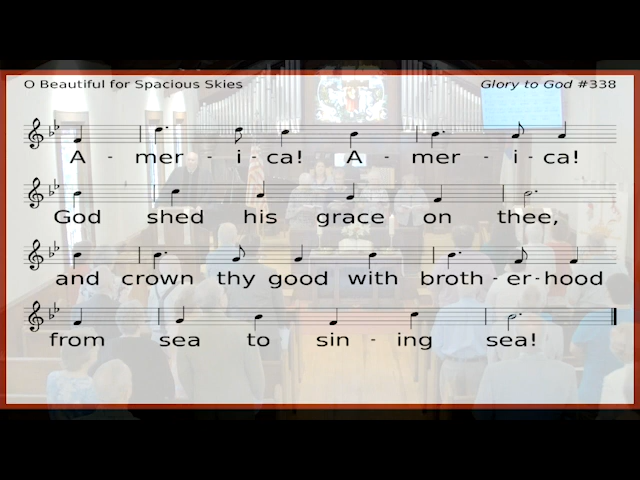 O Beautiful for Spacious Skies
Glory to God #338
A - mer - i - ca! A - mer - i - ca!
God shed his grace on thee,
and crown thy good with broth - er - hood
from sea to sin - ing sea!